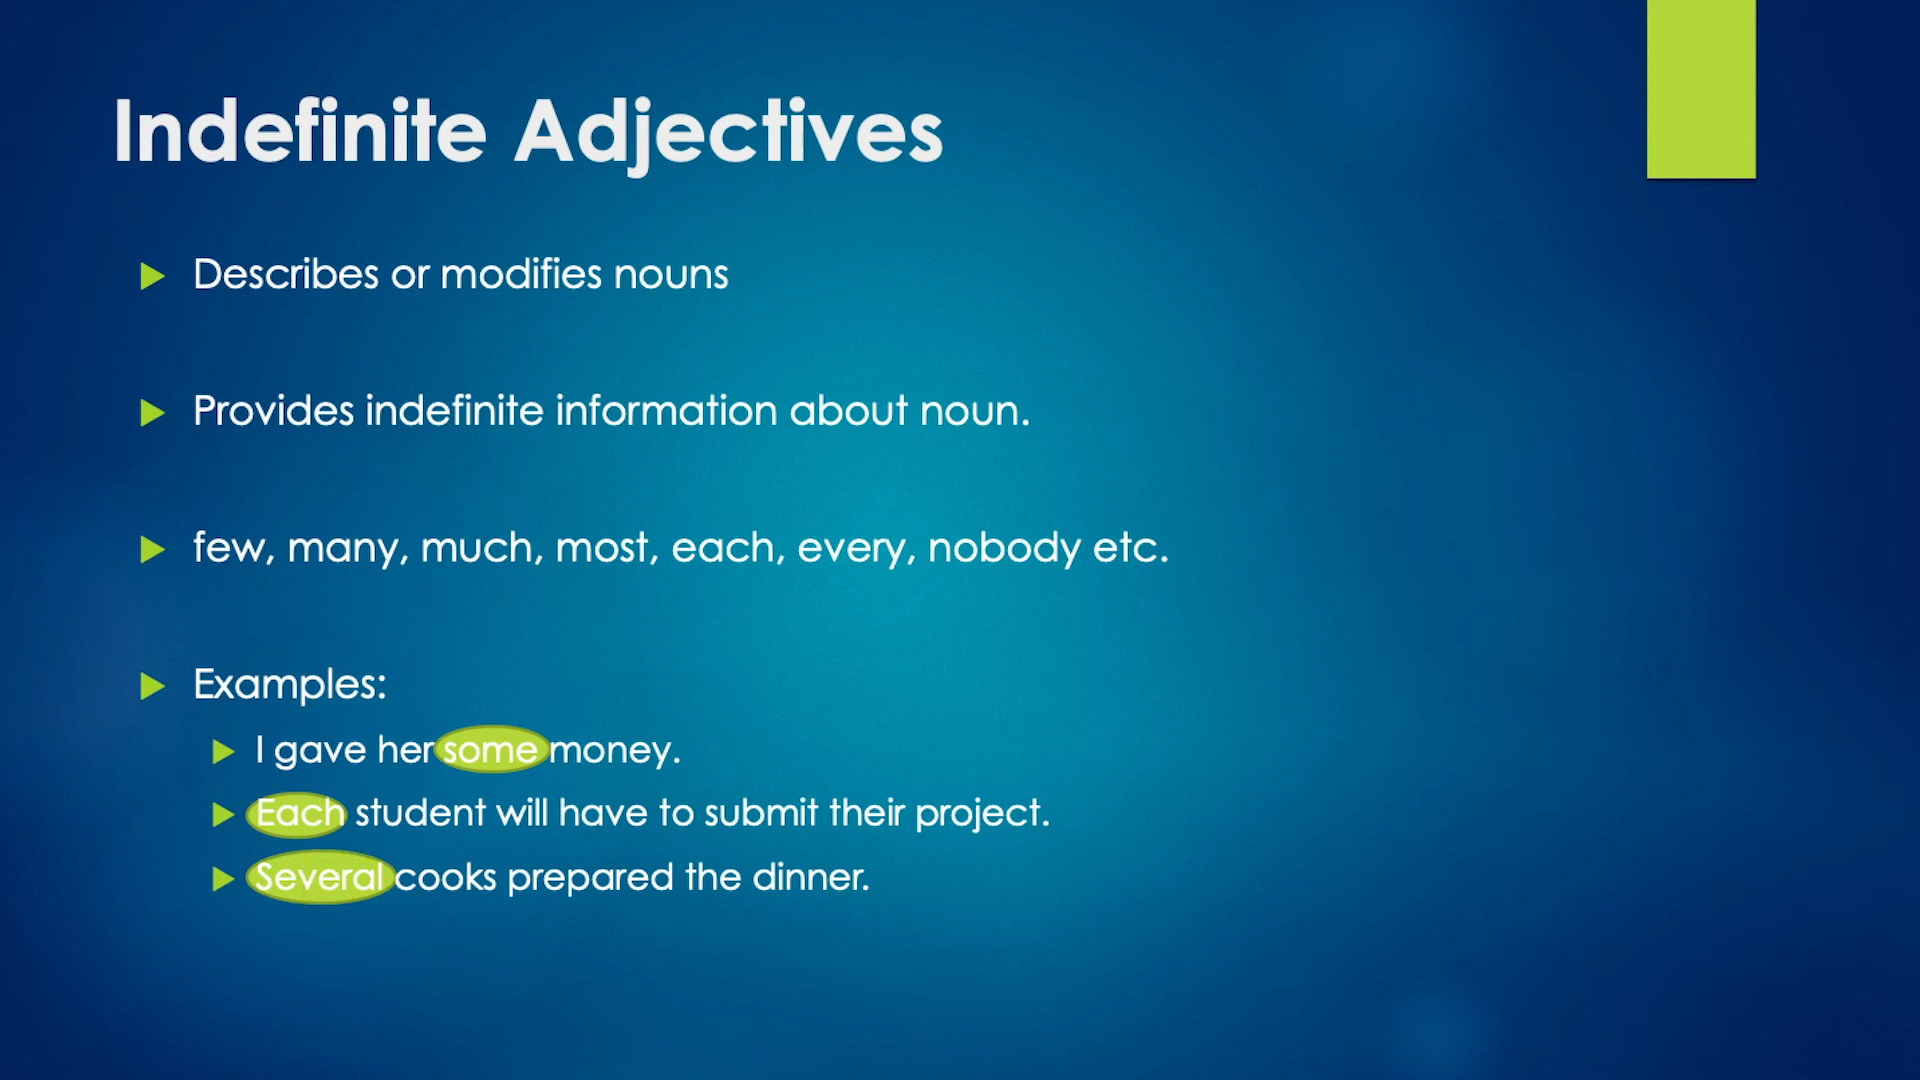 Indefinite Adjectives
Describes or modifies nouns
Provides indefinite information about noun.
few, many, much, most, each, every, nobody etc.
Examples:
I gave her some money.
Each student will have to submit their project.
Several cooks prepared the dinner.